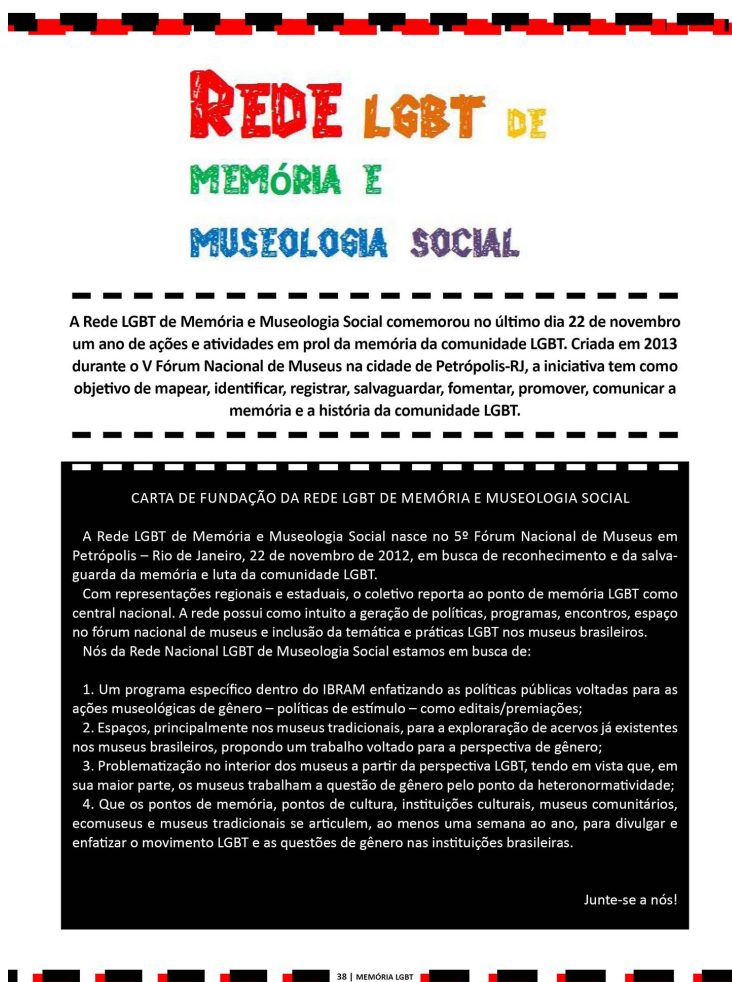 REDE LGBT DE
MEMÓRIA E
MUSEOLOGIA SOCIAL
A Rede LGBT de Memória e Museologia Social comemorou no último dia 22 de novembro
um ano de ações e atividades em prol da memória da comunidade LGBT. Criada em 2013
durante o V Fórum Nacional de Museus na cidade de Petrópolis-RJ, a iniciativa tem como
objetivo de mapear, identificar, registrar, salvaguardar, fomentar, promover, comunicar a
memória e a história da comunidade LGBT.
CARTA DE FUNDAÇÃO DA REDE LGBT DE MEMÓRIA E MUSEOLOGIA SOCIAL
A Rede LGBT de Memória e Museologia Social nasce no 5º Fórum Nacional de Museus em
Petrópolis – Rio de Janeiro, 22 de novembro de 2012, em busca de reconhecimento e da salva-
guarda da memória e luta da comunidade LGBT.
Com representações regionais e estaduais, o coletivo reporta ao ponto de memória LGBT como
central nacional. A rede possui como intuito a geração de políticas, programas, encontros, espaço
no fórum nacional de museus e inclusão da temática e práticas LGBT nos museus brasileiros.
Nós da Rede Nacional LGBT de Museologia Social estamos em busca de:
1. Um programa específico dentro do IBRAM enfatizando as políticas públicas voltadas para as
ações museológicas de gênero – políticas de estímulo – como editais/premiações;
2. Espaços, principalmente nos museus tradicionais, para a exploraração de acervos já existentes
nos museus brasileiros, propondo um trabalho voltado para a perspectiva de gênero;
3. Problematização no interior dos museus a partir da perspectiva LGBT, tendo em vista que, em
sua maior parte, os museus trabalham a questão de gênero pelo ponto da heteronormatividade;
4. Que os pontos de memória, pontos de cultura, instituições culturais, museus comunitários,
ecomuseus e museus tradicionais se articulem, ao menos uma semana ao ano, para divulgar e
enfatizar o movimento LGBT e as questões de gênero nas instituições brasileiras.
Junte-se a nós!
38 | MEMÓRIA LGBT